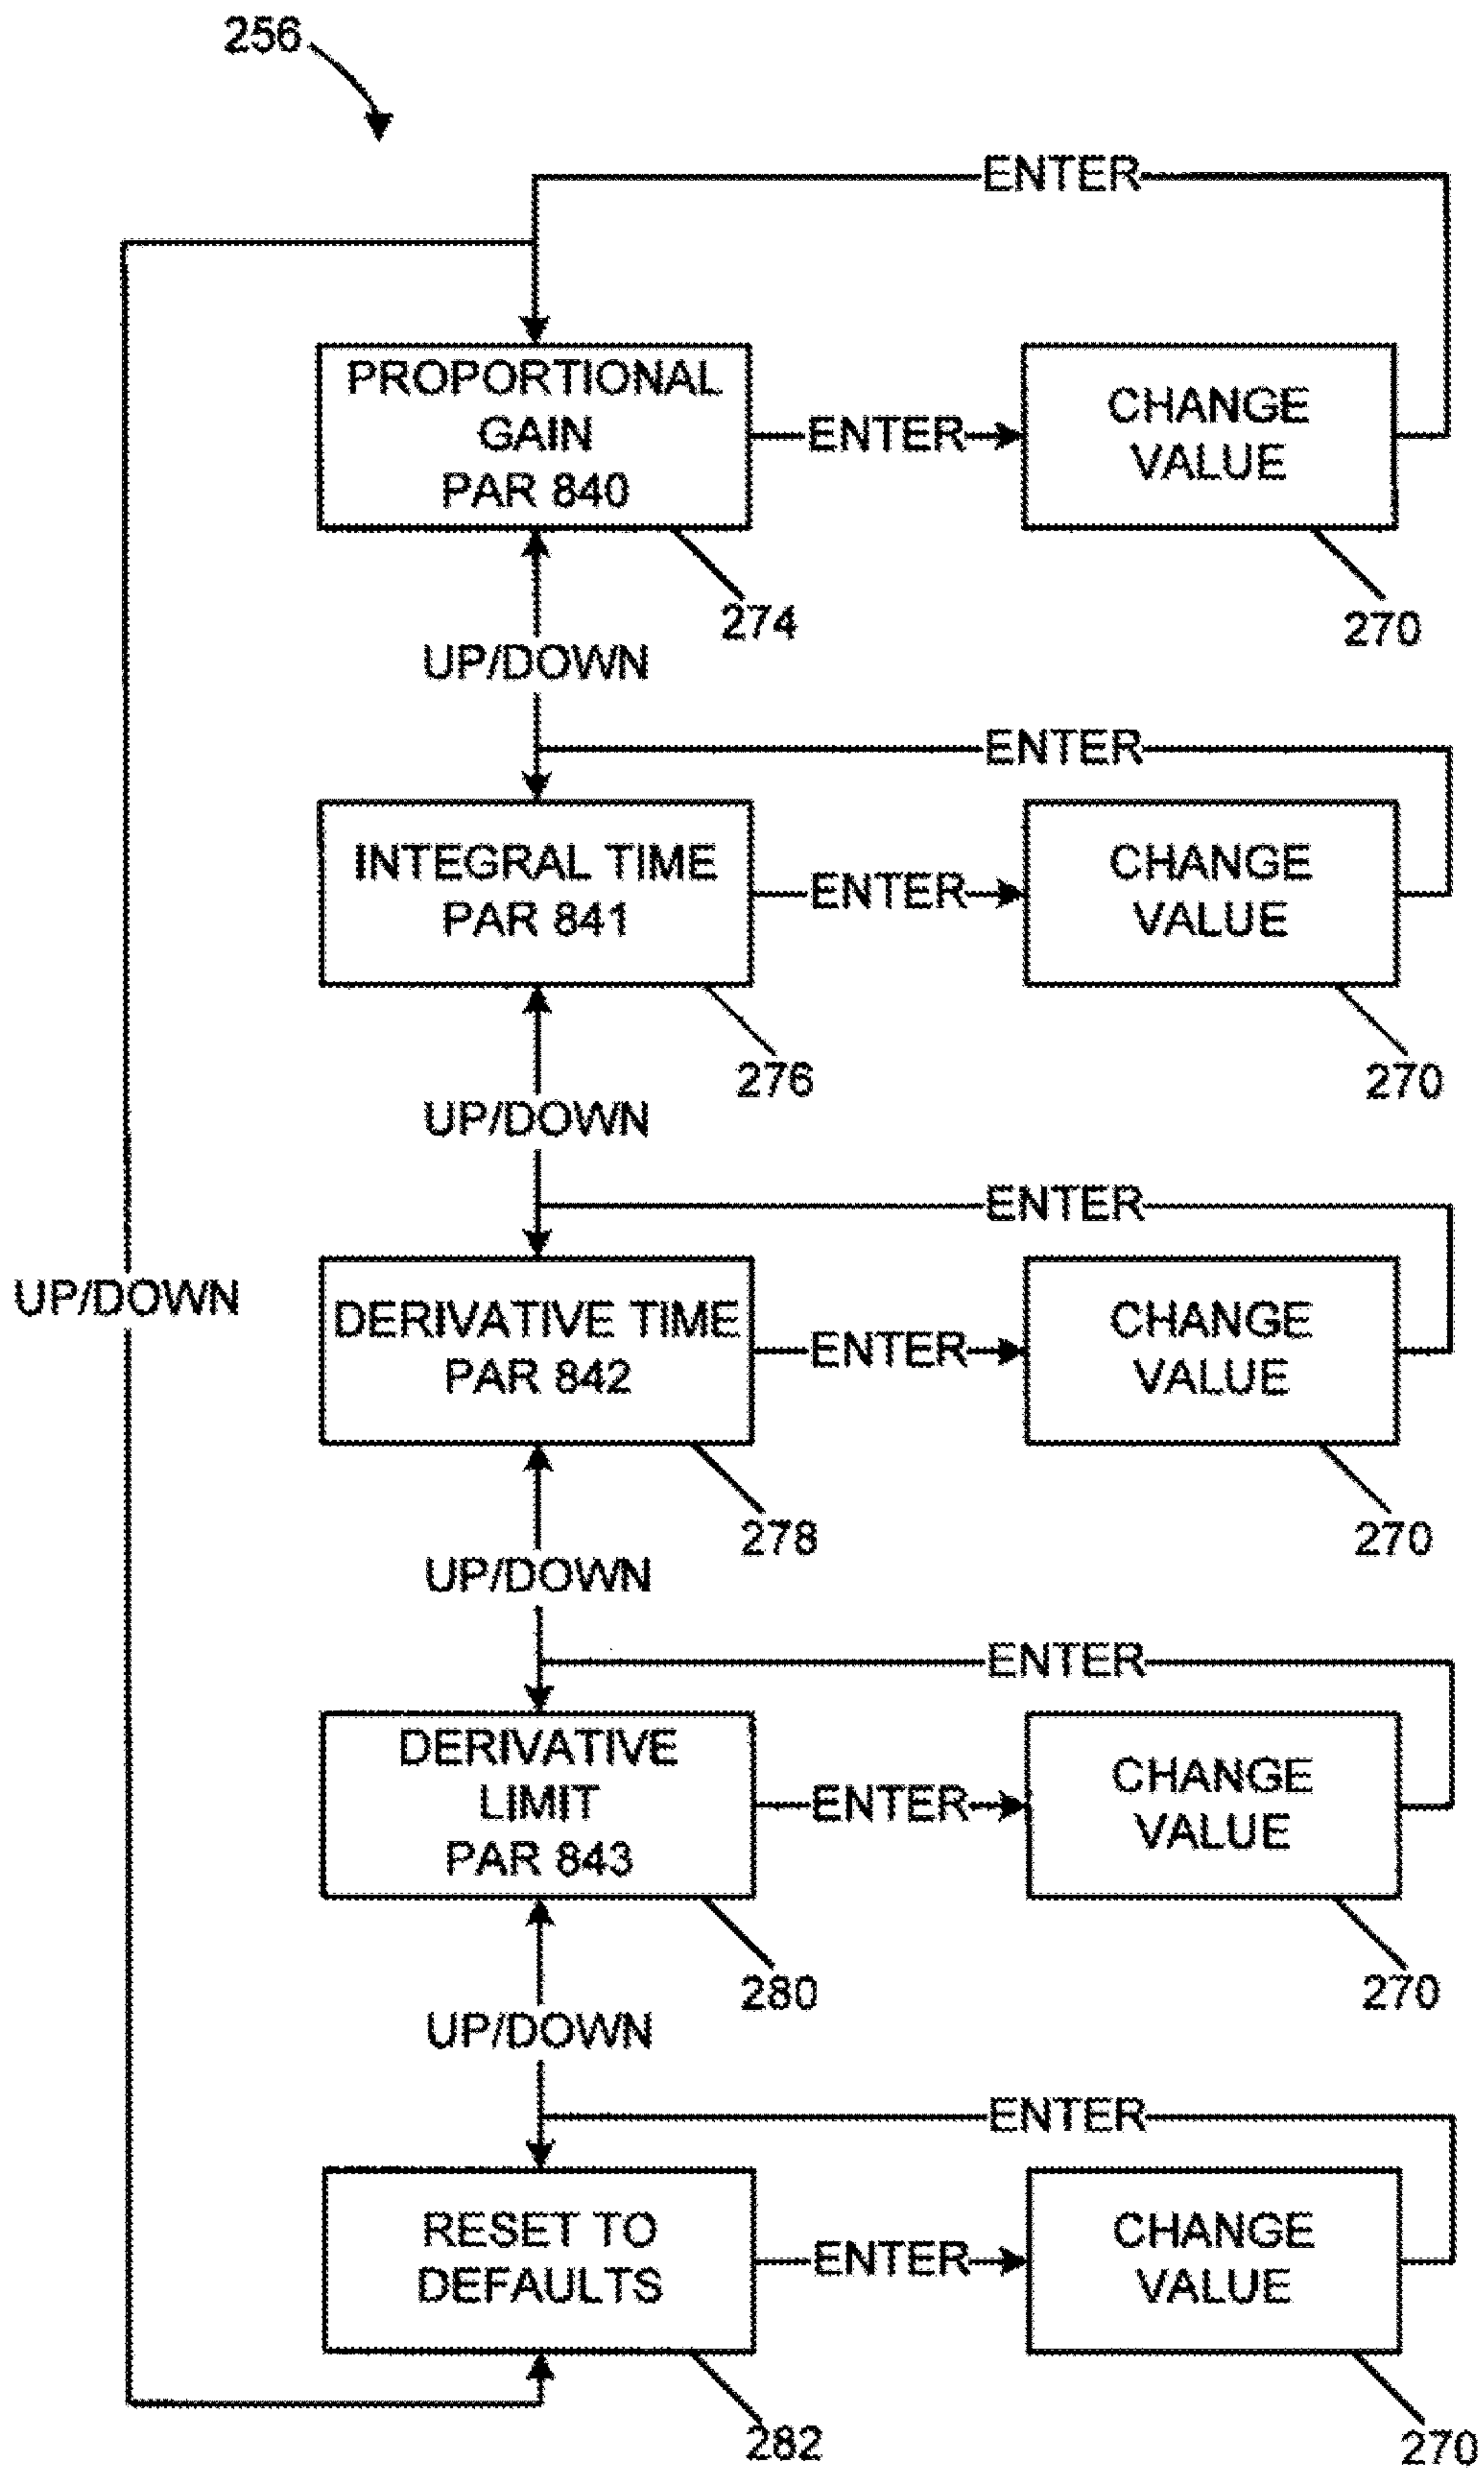 256
ENTER
PROPORTIONAL
GAIN
PAR 840
ENTER
CHANGE
VALUE
274
270
UP/DOWN
ENTER
INTEGRAL TIME
PAR 841
ENTER
CHANGE
VALUE
276
270
UP/DOWN
ENTER
UP/DOWN
DERIVATIVE TIME
PAR 842
ENTER
CHANGE
VALUE
278
270
UP/DOWN
ENTER
DERIVATIVE
LIMIT
PAR 843
ENTER
CHANGE
VALUE
280
270
UP/DOWN
ENTER
RESET TO
DEFAULTS
ENTER
CHANGE
VALUE
282
270